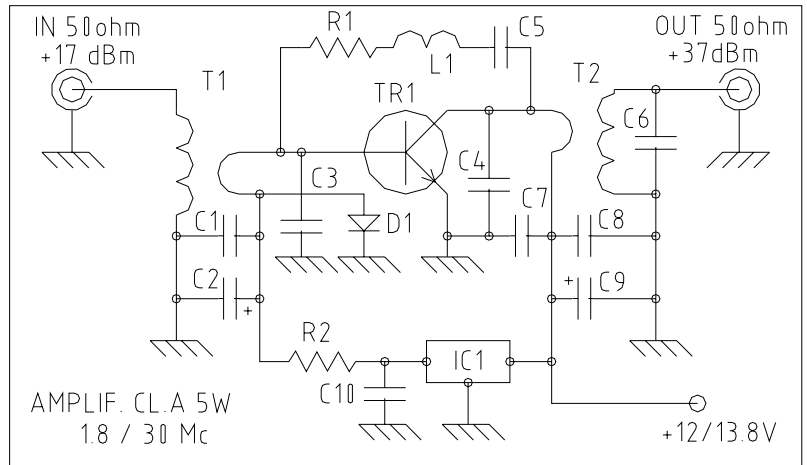 IN 50ohm
+17 dBm
R1
L1
C5
OUT 50ohm
+37dBm
T1
TR1
T2
C6
C3
C4
C7
C1
D1
C8
C2
+
+
C9
R2
C10
IC1
AMPLIF. CL.A 5W
1.8 / 30 Mc
+12/13.8V